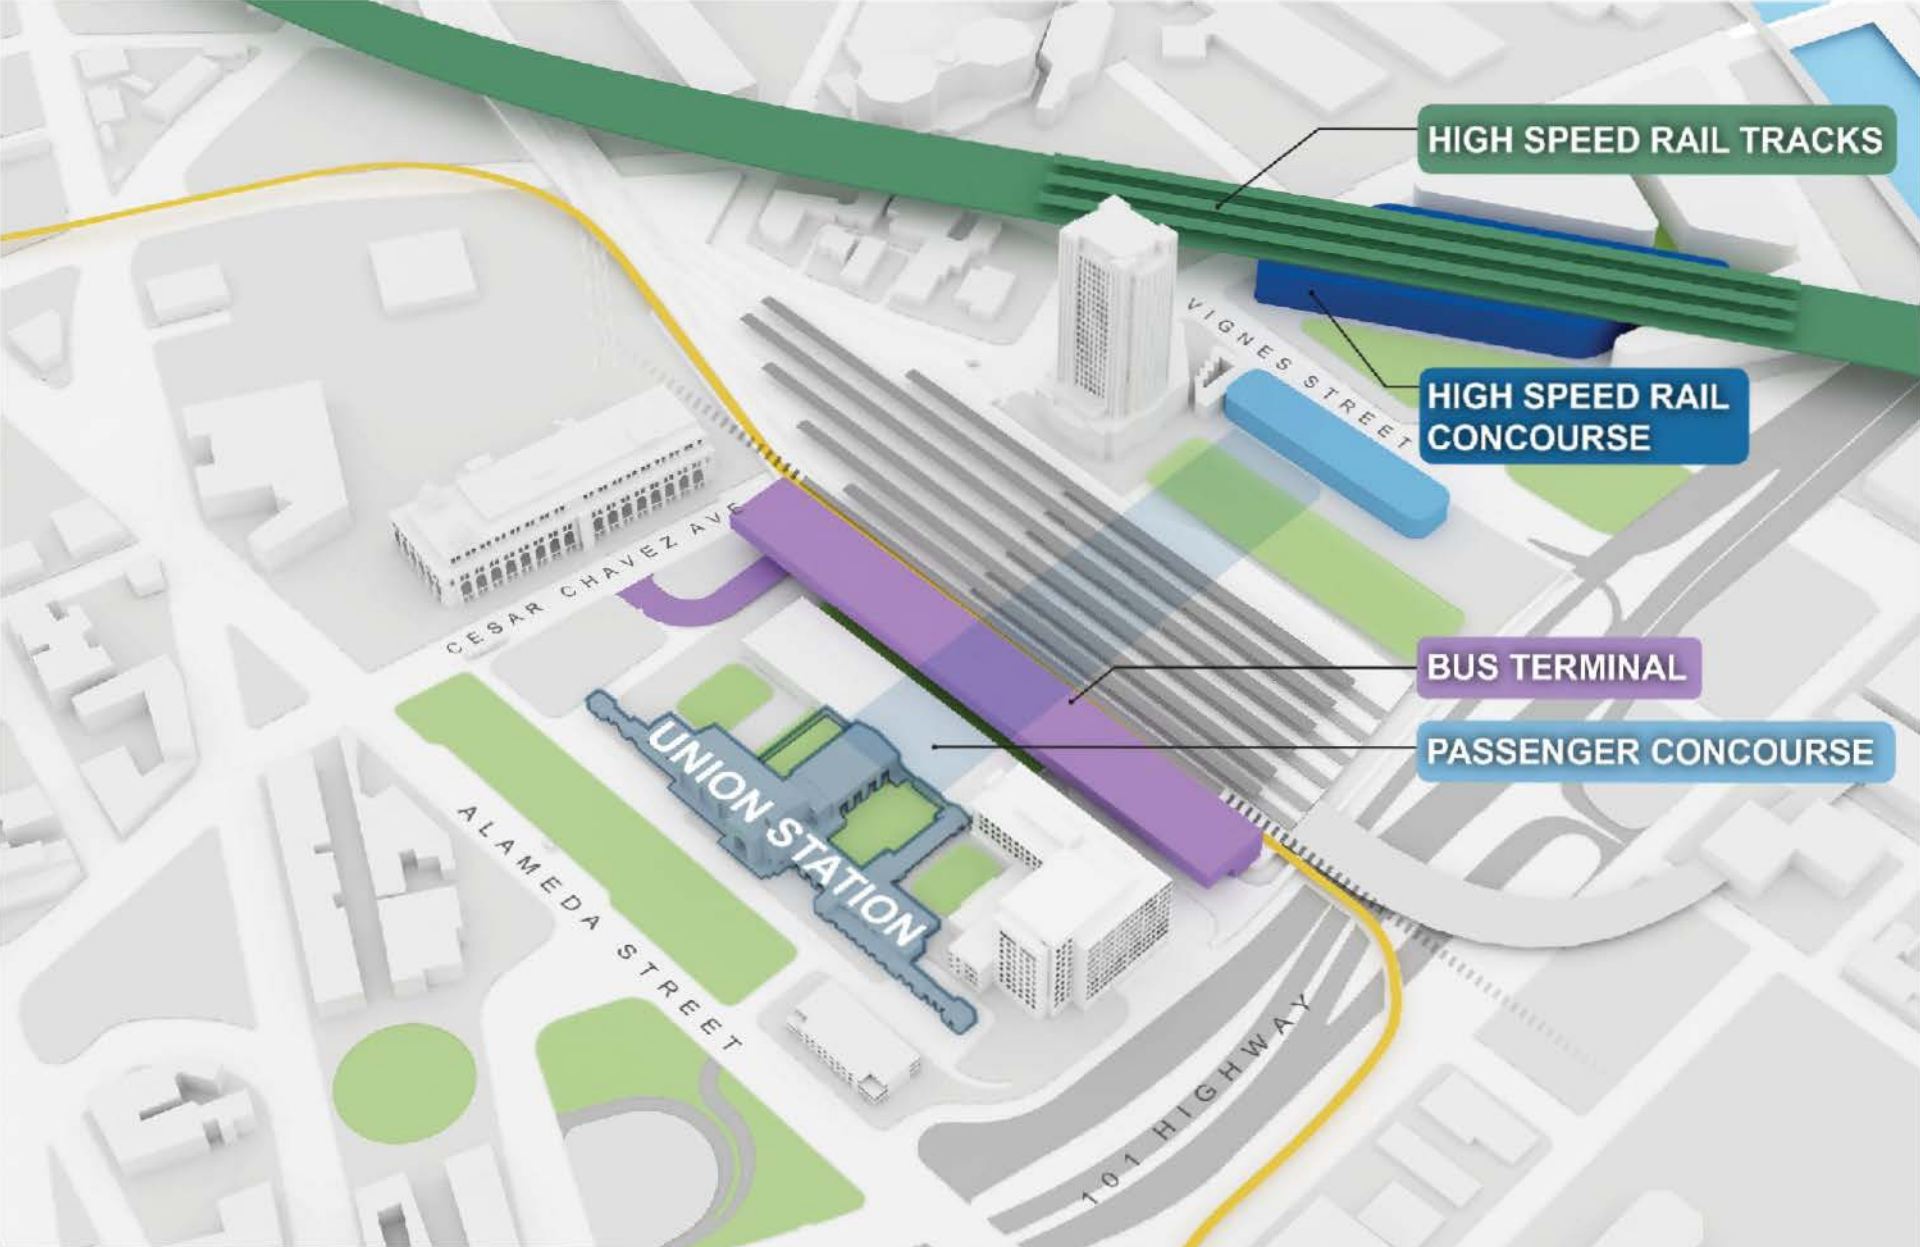 HIGH SPEED RAIL TRACKS
VIGNES STREET
HIGH SPEED RAIL
CONCOURSE
CESAR CHAVEZ AVE
BUS TERMINAL
UNION STATION
PASSENGER CONCOURSE
ALAMEDA STREET
101 HIGHWAY